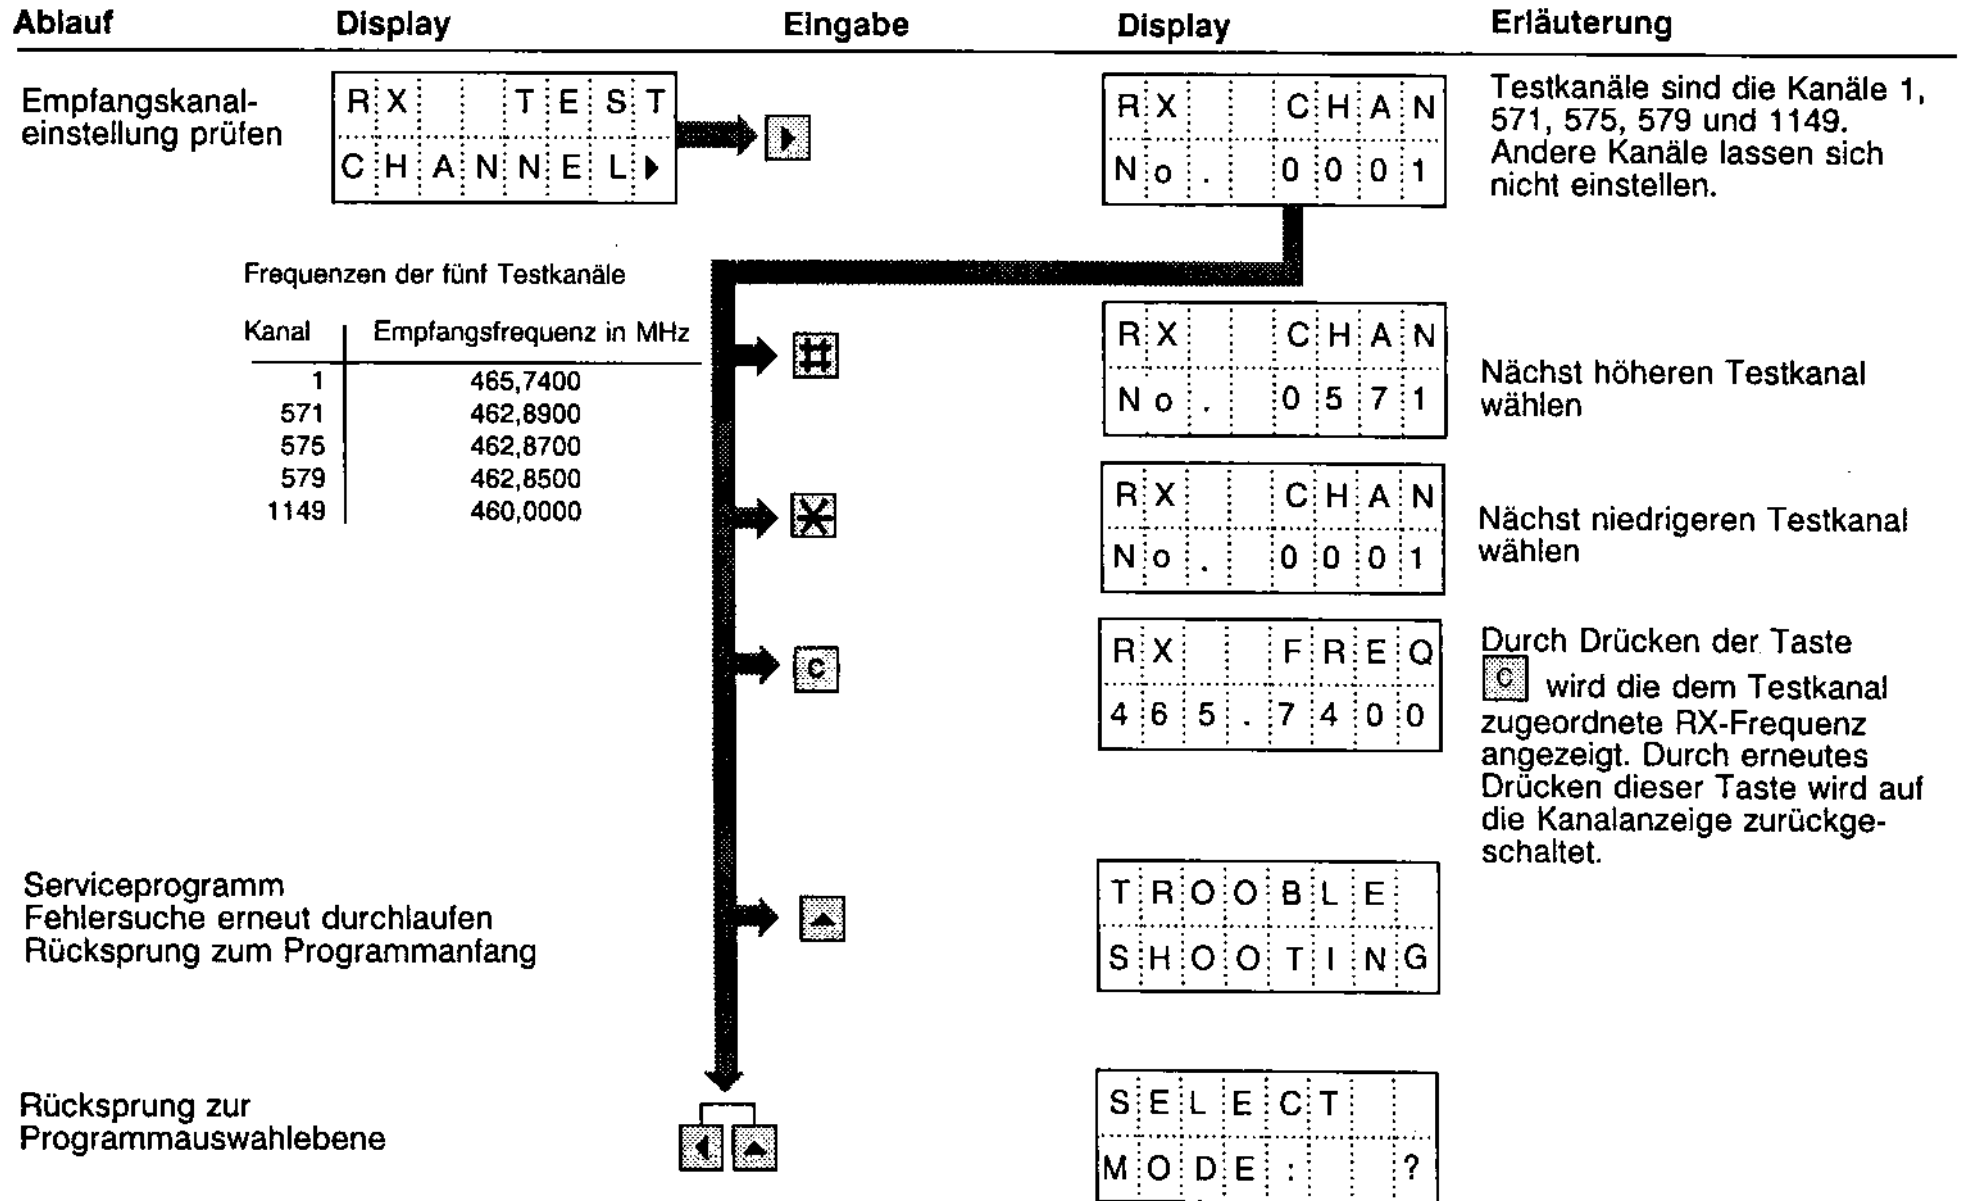 Ablauf Display Eingabe Display Erläuterung
Empfangskanal-
einstellung prüfen
RX  TEST
CHANNEL▶
▶
RX  CHAN
No. 0001
Testkanäle sind die Kanäle 1,
571, 575, 579 und 1149.
Andere Kanäle lassen sich
nicht einstellen.
Frequenzen der fünf Testkanäle
Kanal Empfangsfrequenz in MHz
1 465,7400
571 462,8900
575 462,8700
579 462,8500
1149 460,0000
#
RX  CHAN
No. 0571
Nächst höheren Testkanal
wählen
*
RX  CHAN
No. 0001
Nächst niedrigeren Testkanal
wählen
C
RX  FREQ
465.7400
Durch Drücken der Taste
C wird die dem Testkanal
zugeordnete RX-Frequenz
angezeigt. Durch erneutes
Drücken dieser Taste wird auf
die Kanalanzeige zurückge-
schaltet.
Serviceprogramm
Fehlersuche erneut durchlaufen
Rücksprung zum Programmanfang
▲
TROOBLE
SHOOTING
Rücksprung zur
Programmauswahlebene
◀ ▲
SELECT
MODE:  ?